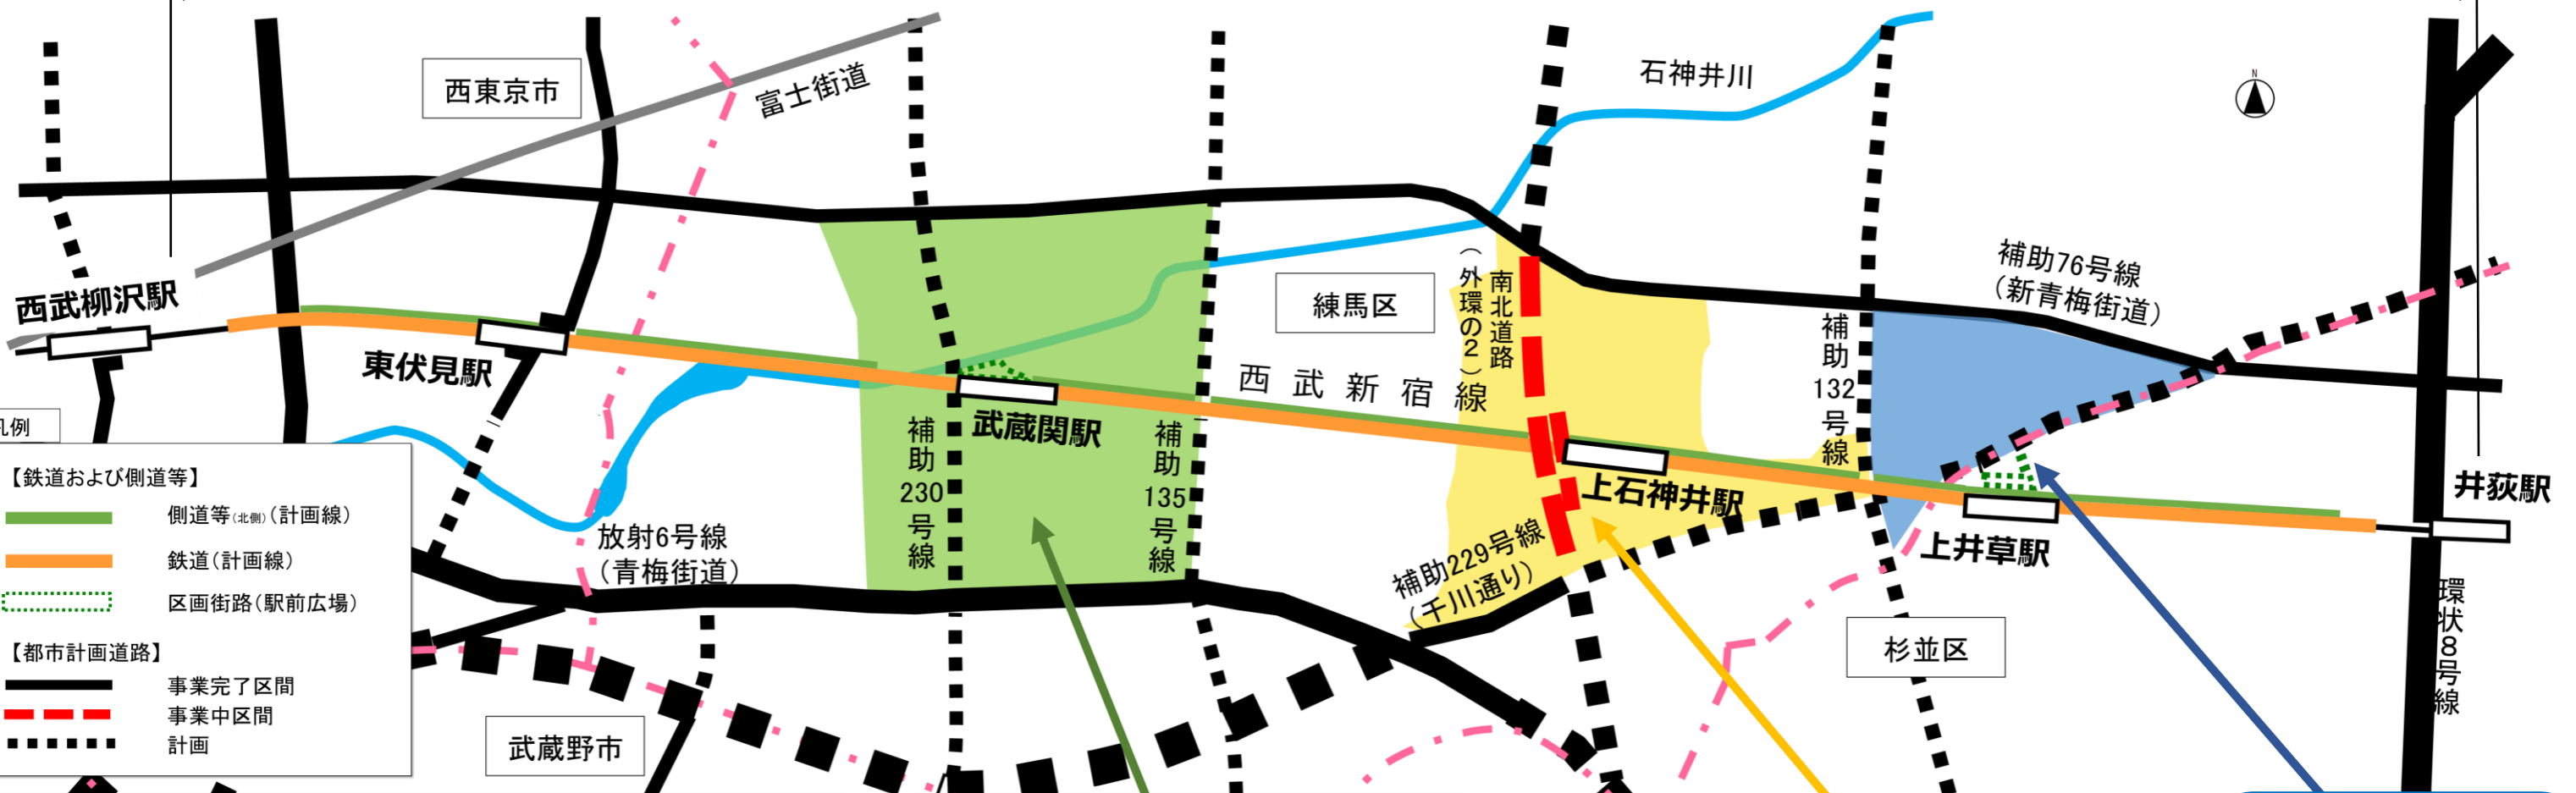 西東京市
富士街道
石神井川
N
補助76号線
(新青梅街道)
南北道路
(外環の2)
練馬区
西武新宿線
補助132号線
西武柳沢駅
東伏見駅
武蔵関駅
上石神井駅
上井草駅
井荻駅
補助230号線
補助135号線
放射6号線
(青梅街道)
補助229号線
(千川通り)
環状8号線
杉並区
武蔵野市
凡例
【鉄道および側道等】
側道等(北側)(計画線)
鉄道(計画線)
区画街路(駅前広場)
【都市計画道路】
事業完了区間
事業中区間
計画